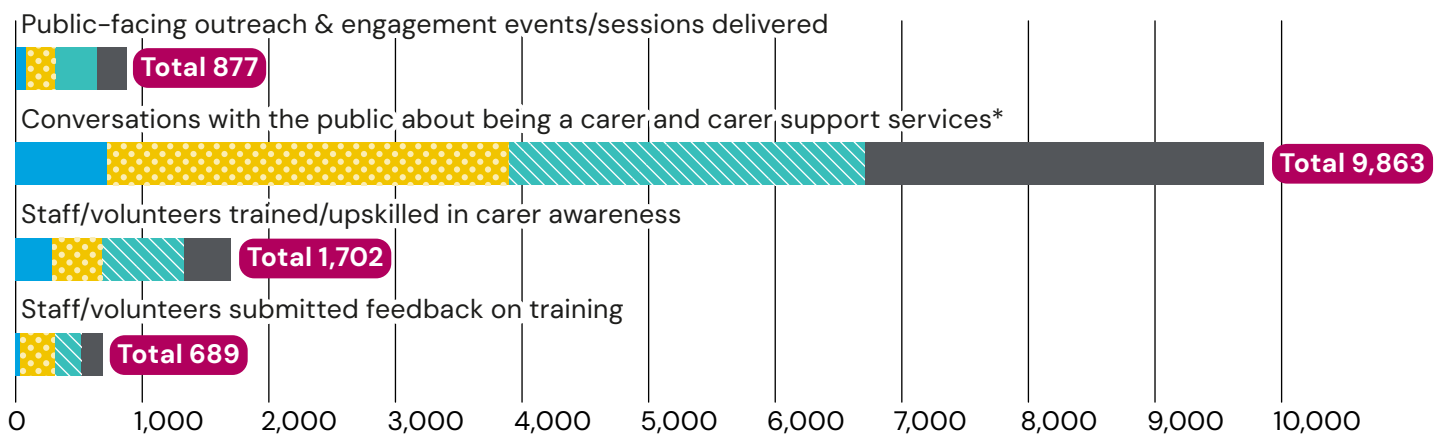 Public-facing outreach & engagement events/sessions delivered
Total 877
Conversations with the public about being a carer and carer support services*
Total 9,863
Staff/volunteers trained/upskilled in carer awareness
Total 1,702
Staff/volunteers submitted feedback on training
Total 689
0 1,000 2,000 3,000 4,000 5,000 6,000 7,000 8,000 9,000 10,000